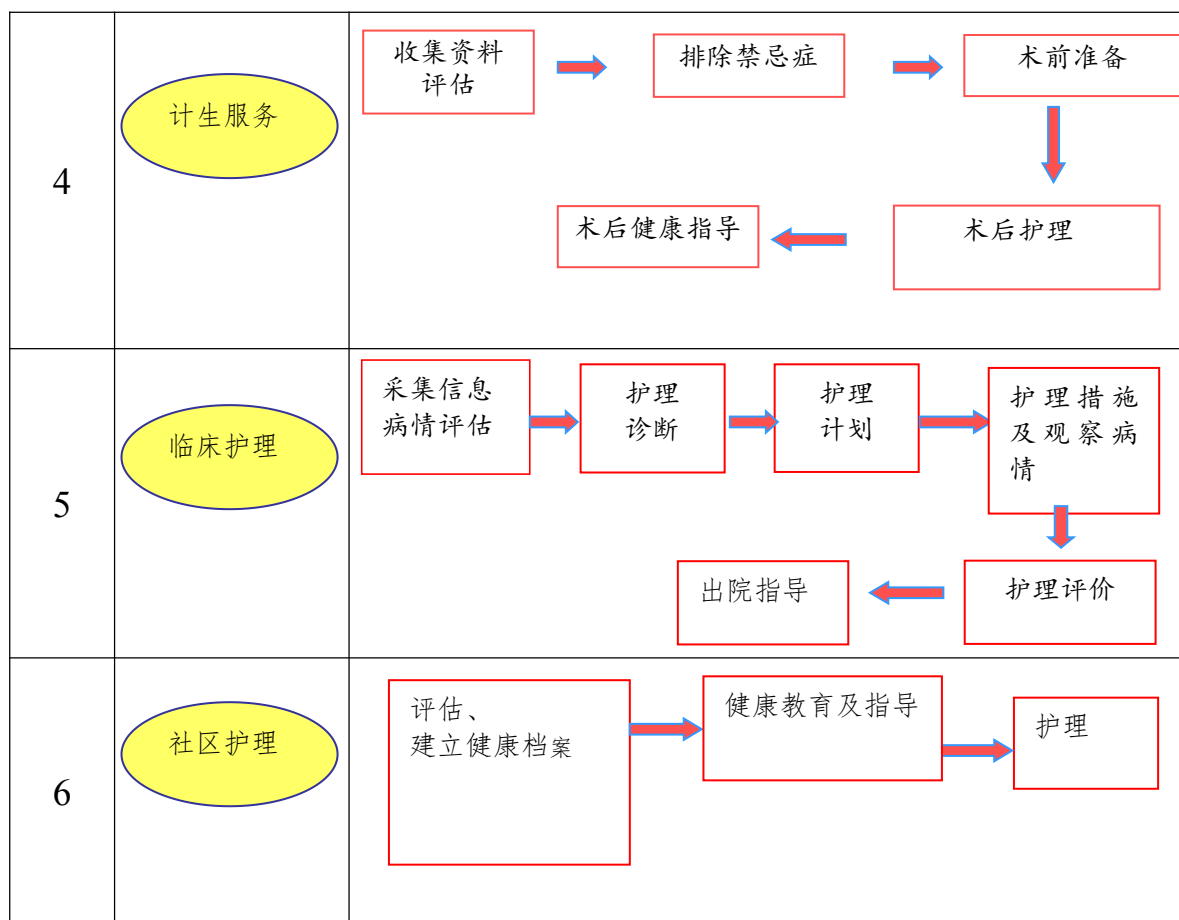 4
计生服务
收集资料
评估
排除禁忌症
术前准备
术后护理
术后健康指导
5
临床护理
采集信息
病情评估
护理
诊断
护理
计划
护理措施
及观察病
情
护理评价
出院指导
6
社区护理
评估、
建立健康档案
健康教育及指导
护理